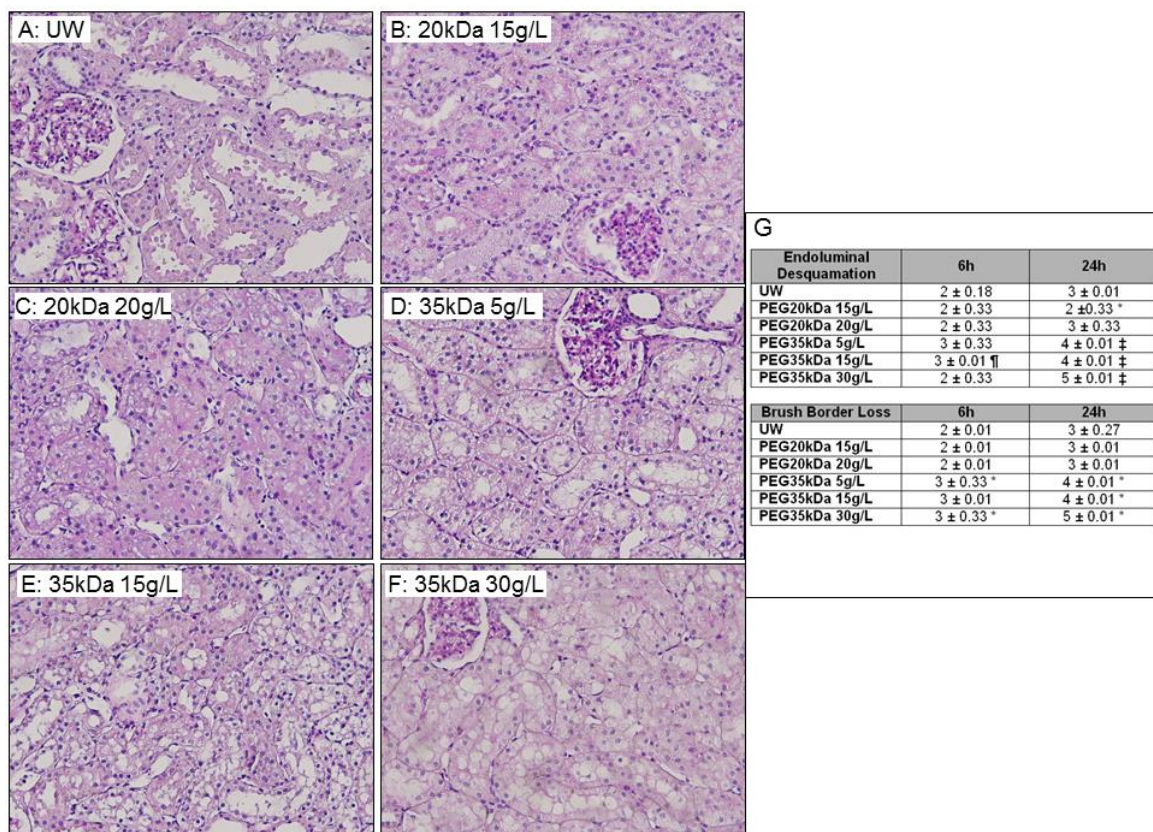 A: UW
B: 20kDa 15g/L
C: 20kDa 20g/L
D: 35kDa 5g/L
E: 35kDa 15g/L
F: 35kDa 30g/L
G
Endoluminal Desquamation 6h 24h
UW 2 ± 0.18 3 ± 0.01
PEG20kDa 15g/L 2 ± 0.33 2 ±0.33 *
PEG20kDa 20g/L 2 ± 0.33 3 ± 0.33
PEG35kDa 5g/L 3 ± 0.33 4 ± 0.01 ‡
PEG35kDa 15g/L 3 ± 0.01 ¶ 4 ± 0.01 ‡
PEG35kDa 30g/L 2 ± 0.33 5 ± 0.01 ‡
Brush Border Loss 6h 24h
UW 2 ± 0.01 3 ± 0.27
PEG20kDa 15g/L 2 ± 0.01 3 ± 0.01
PEG20kDa 20g/L 2 ± 0.01 3 ± 0.01
PEG35kDa 5g/L 3 ± 0.33 * 4 ± 0.01 *
PEG35kDa 15g/L 3 ± 0.01 4 ± 0.01 *
PEG35kDa 30g/L 3 ± 0.33 * 5 ± 0.01 *